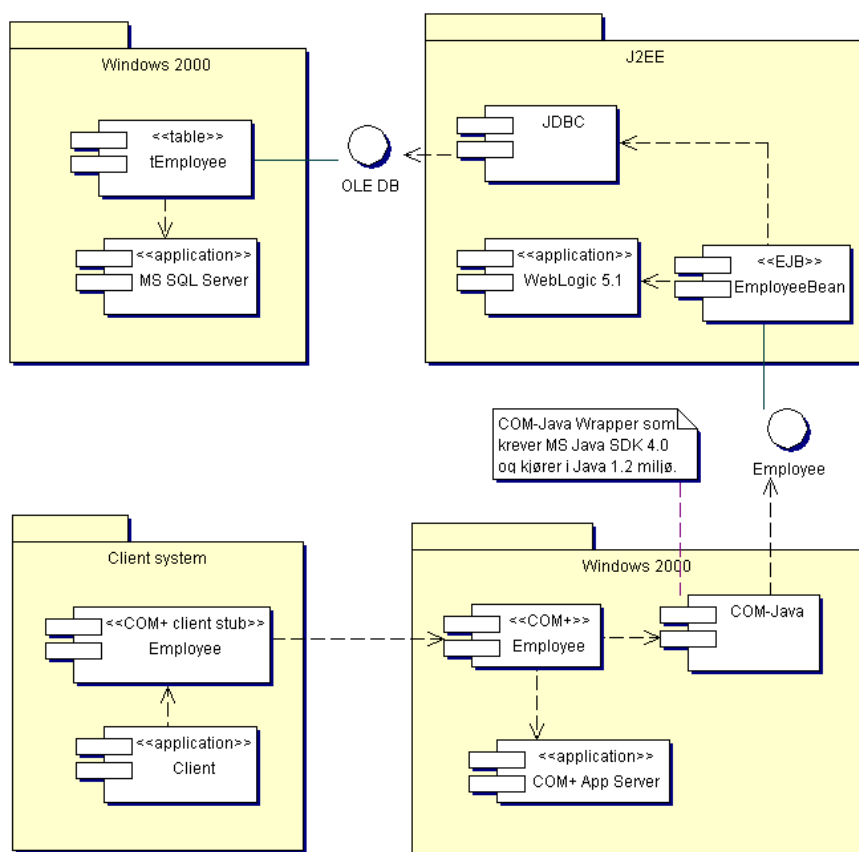 Windows 2000
<<table>>
tEmployee
<<application>>
MS SQL Server
OLE DB
J2EE
JDBC
<<application>>
WebLogic 5.1
<<EJB>>
EmployeeBean
COM-Java Wrapper som
krever MS Java SDK 4.0
og kjører i Java 1.2 miljø.
Employee
Client system
<<COM+ client stub>>
Employee
<<application>>
Client
Windows 2000
<<COM+>>
Employee
COM-Java
<<application>>
COM+ App Server